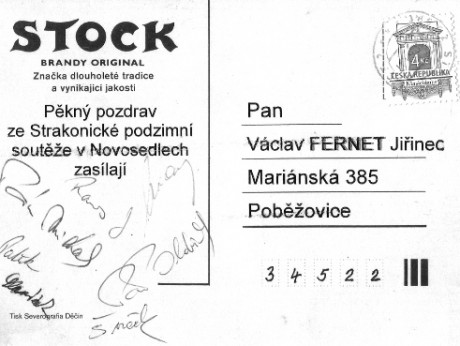 STOCK
BRANDY ORIGINAL
Značka dlouholeté tradice
a vynikající jakosti
Pěkný pozdrav
ze Strakonické podzimní
soutěže v Novosedlech
zasílají
4 Kč
ČESKÁ REPUBLIKA
Pan
Václav FERNET Jiřinec
Mariánská 385
Poběžovice
3 4 5 2 2
Tisk Severografia Děčín